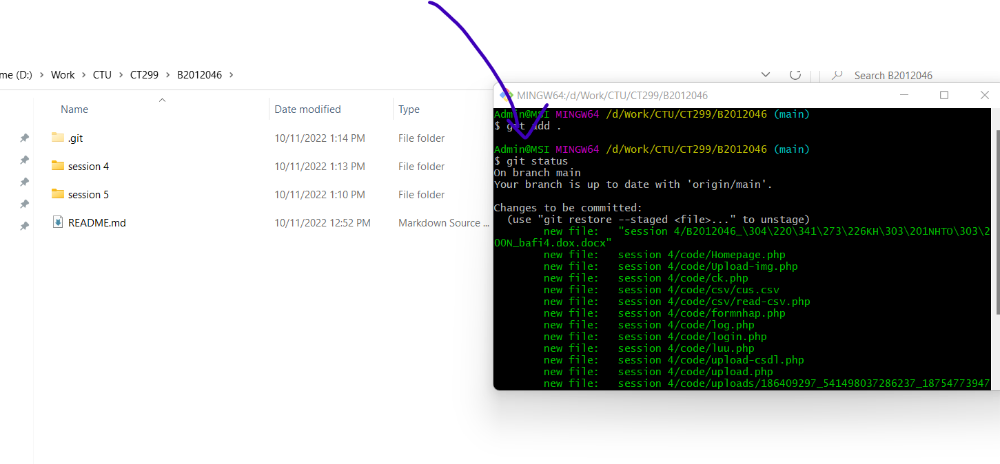 me (D:) > Work > CTU > CT299 > B2012046 >
Search B2012046
Name
Date modified
Type
.git 10/11/2022 1:14 PM File folder
session 4 10/11/2022 1:13 PM File folder
session 5 10/11/2022 1:10 PM File folder
README.md 10/11/2022 12:52 PM Markdown Source ...
MINGW64:/d/Work/CTU/CT299/B2012046
Admin@MSI MINGW64 /d/Work/CTU/CT299/B2012046 (main)
$ git add .
Admin@MSI MINGW64 /d/Work/CTU/CT299/B2012046 (main)
$ git status
On branch main
Your branch is up to date with 'origin/main'.
Changes to be committed:
(use "git restore --staged <file>..." to unstage)
new file: "session 4/B2012046_\304\220\341\273\226KH\303\201NHTO\303\2
00N_bafi4.dox.docx"
new file: session 4/code/Homepage.php
new file: session 4/code/Upload-img.php
new file: session 4/code/ck.php
new file: session 4/code/csv/cus.csv
new file: session 4/code/csv/read-csv.php
new file: session 4/code/formnhap.php
new file: session 4/code/log.php
new file: session 4/code/login.php
new file: session 4/code/luu.php
new file: session 4/code/upload-csdl.php
new file: session 4/code/upload.php
new file: session 4/code/uploads/186409297_541498037286237_18754773947